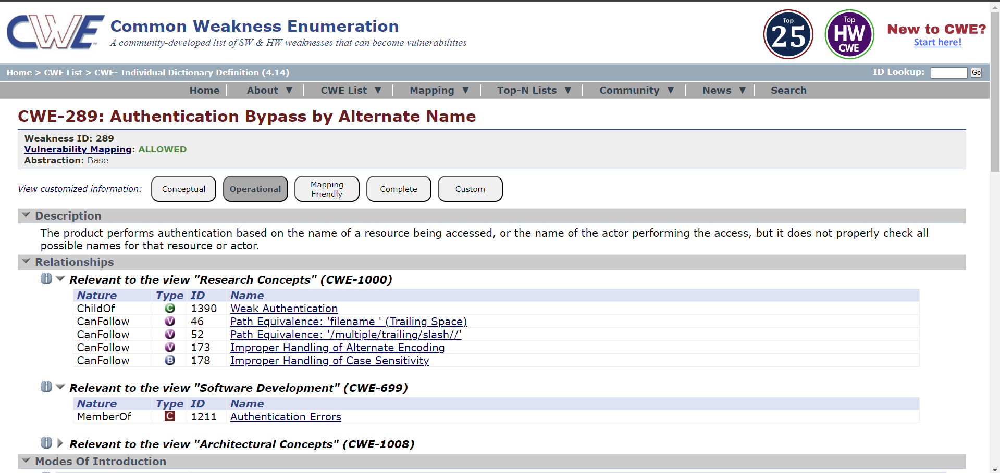 CWE
Common Weakness Enumeration
A community-developed list of SW & HW weaknesses that can become vulnerabilities
Top
25
Top
HW
CWE
New to CWE?
Start here!
Home > CWE List > CWE- Individual Dictionary Definition (4.14)
ID Lookup: Go
Home About ▼ CWE List ▼ Mapping ▼ Top-N Lists ▼ Community ▼ News ▼ Search
CWE-289: Authentication Bypass by Alternate Name
Weakness ID: 289
Vulnerability Mapping: ALLOWED
Abstraction: Base
View customized information: Conceptual Operational Mapping Friendly Complete Custom
Description
The product performs authentication based on the name of a resource being accessed, or the name of the actor performing the access, but it does not properly check all
possible names for that resource or actor.
Relationships
Relevant to the view "Research Concepts" (CWE-1000)
Nature Type ID Name
ChildOf C 1390 Weak Authentication
CanFollow V 46 Path Equivalence: 'filename ' (Trailing Space)
CanFollow V 52 Path Equivalence: '/multiple/trailing/slash//'
CanFollow V 173 Improper Handling of Alternate Encoding
CanFollow B 178 Improper Handling of Case Sensitivity
Relevant to the view "Software Development" (CWE-699)
Nature Type ID Name
MemberOf C 1211 Authentication Errors
Relevant to the view "Architectural Concepts" (CWE-1008)
Modes Of Introduction